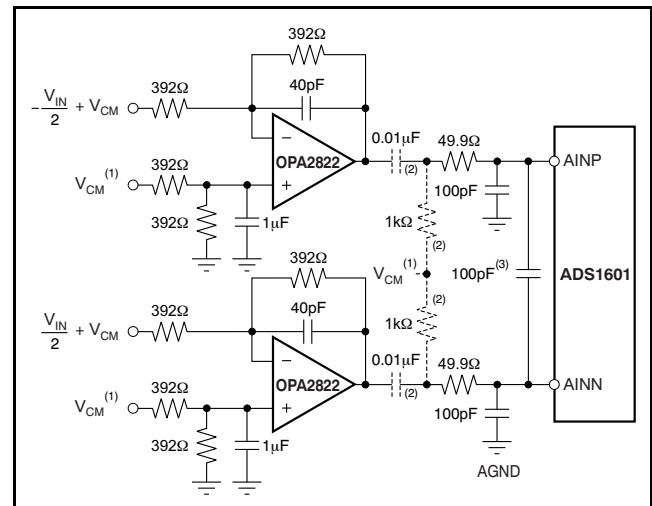 392Ω
40pF
392Ω
−VIN/2 + VCM
OPA2822
0.01µF
(2)
49.9Ω
AINP
392Ω
VCM(1)
392Ω
1µF
100pF
1kΩ
(2)
VCM(1)
100pF(3)
ADS1601
392Ω
40pF
(2)
1kΩ
392Ω
VIN/2 + VCM
OPA2822
0.01µF
(2)
49.9Ω
AINN
392Ω
VCM(1)
392Ω
1µF
100pF
AGND